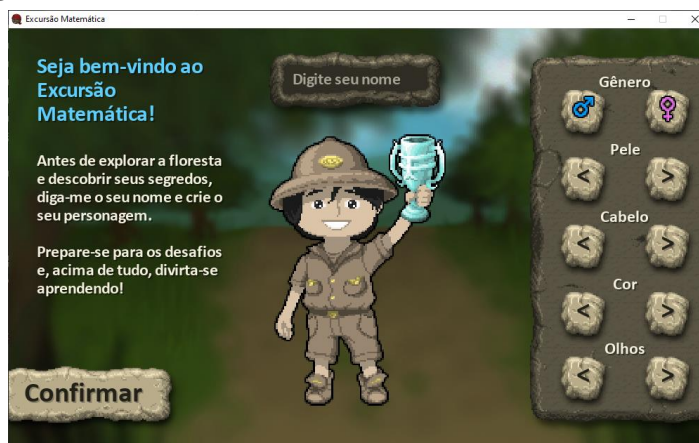 Excursão Matemática
Seja bem-vindo ao
Excursão
Matemática!
Antes de explorar a floresta
e descobrir seus segredos,
diga-me o seu nome e crie o
seu personagem.
Prepare-se para os desafios
e, acima de tudo, divirta-se
aprendendo!
Confirmar
Digite seu nome
Gênero
Pele
< >
Cabelo
< >
Cor
< >
Olhos
< >